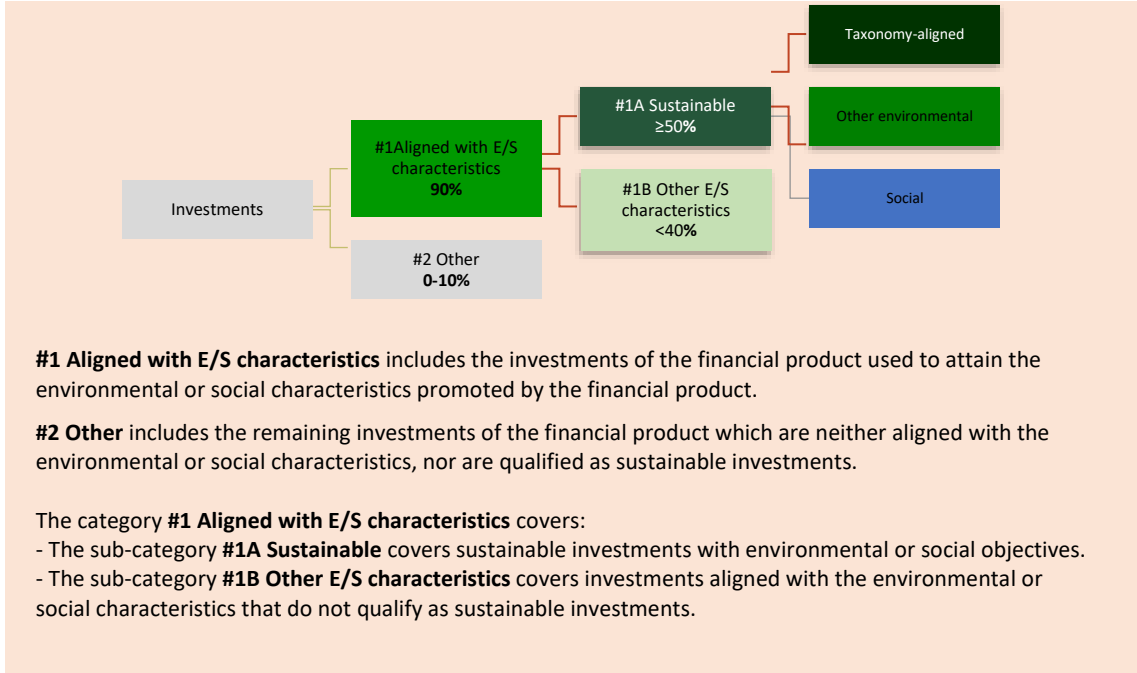 Taxonomy-aligned
#1A Sustainable
≥50%
Other environmental
#1Aligned with E/S
characteristics
90%
#1B Other E/S
characteristics
<40%
Social
Investments
#2 Other
0-10%
#1 Aligned with E/S characteristics includes the investments of the financial product used to attain the
environmental or social characteristics promoted by the financial product.
#2 Other includes the remaining investments of the financial product which are neither aligned with the
environmental or social characteristics, nor are qualified as sustainable investments.
The category #1 Aligned with E/S characteristics covers:
- The sub-category #1A Sustainable covers sustainable investments with environmental or social objectives.
- The sub-category #1B Other E/S characteristics covers investments aligned with the environmental or
social characteristics that do not qualify as sustainable investments.